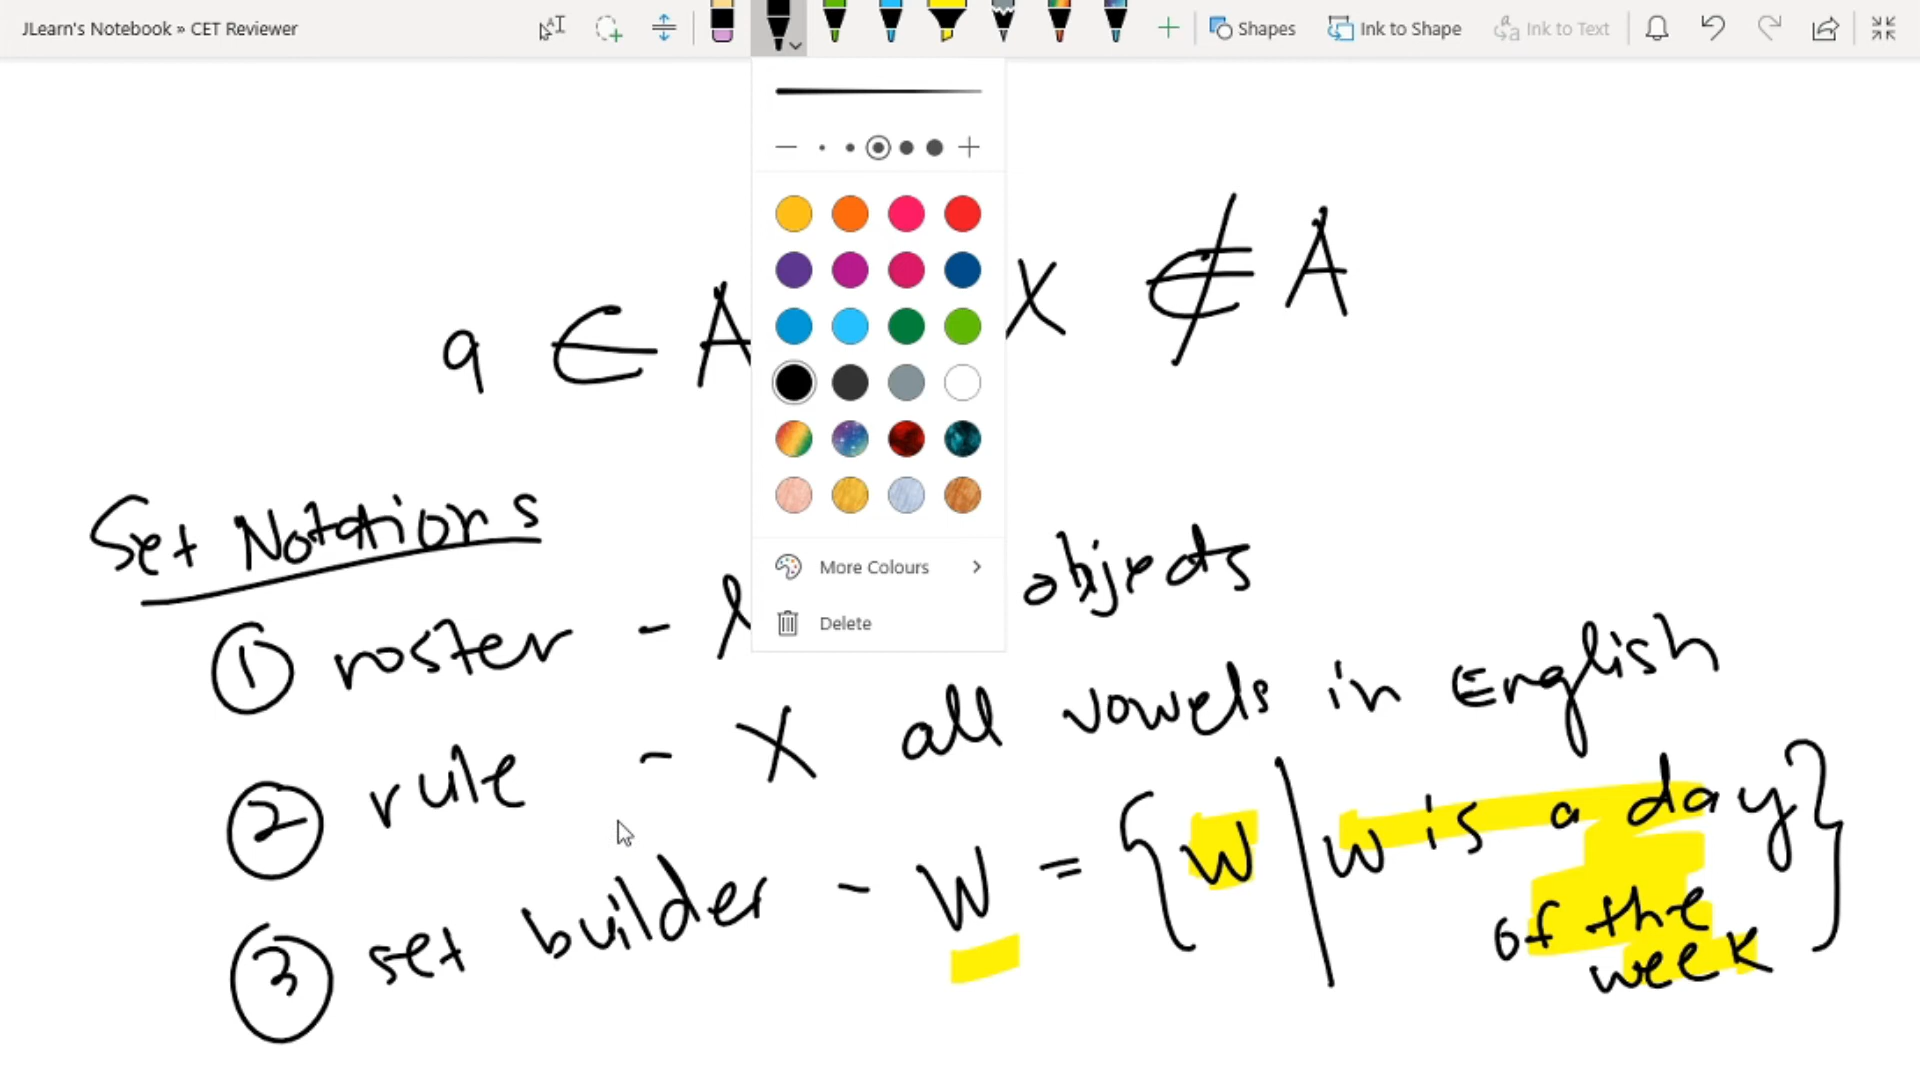 JLearn's Notebook » CET Reviewer
Shapes
Ink to Shape
Ink to Text
9 ∈ A
X ∉ A
More Colours
Delete
Set Notations
① roster - objects
② rule - X all vowels in English
③ set builder - W = {w | w is a day
of the
week}